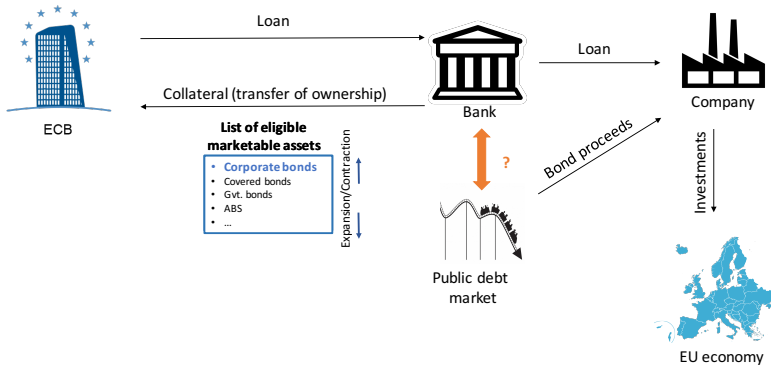 Loan
Loan
Collateral (transfer of ownership)
ECB
Bank
Company
List of eligible
marketable assets
• Corporate bonds
• Covered bonds
• Gvt. bonds
• ABS
• ...
Expansion/Contraction
?
Bond proceeds
Investments
Public debt
market
EU economy